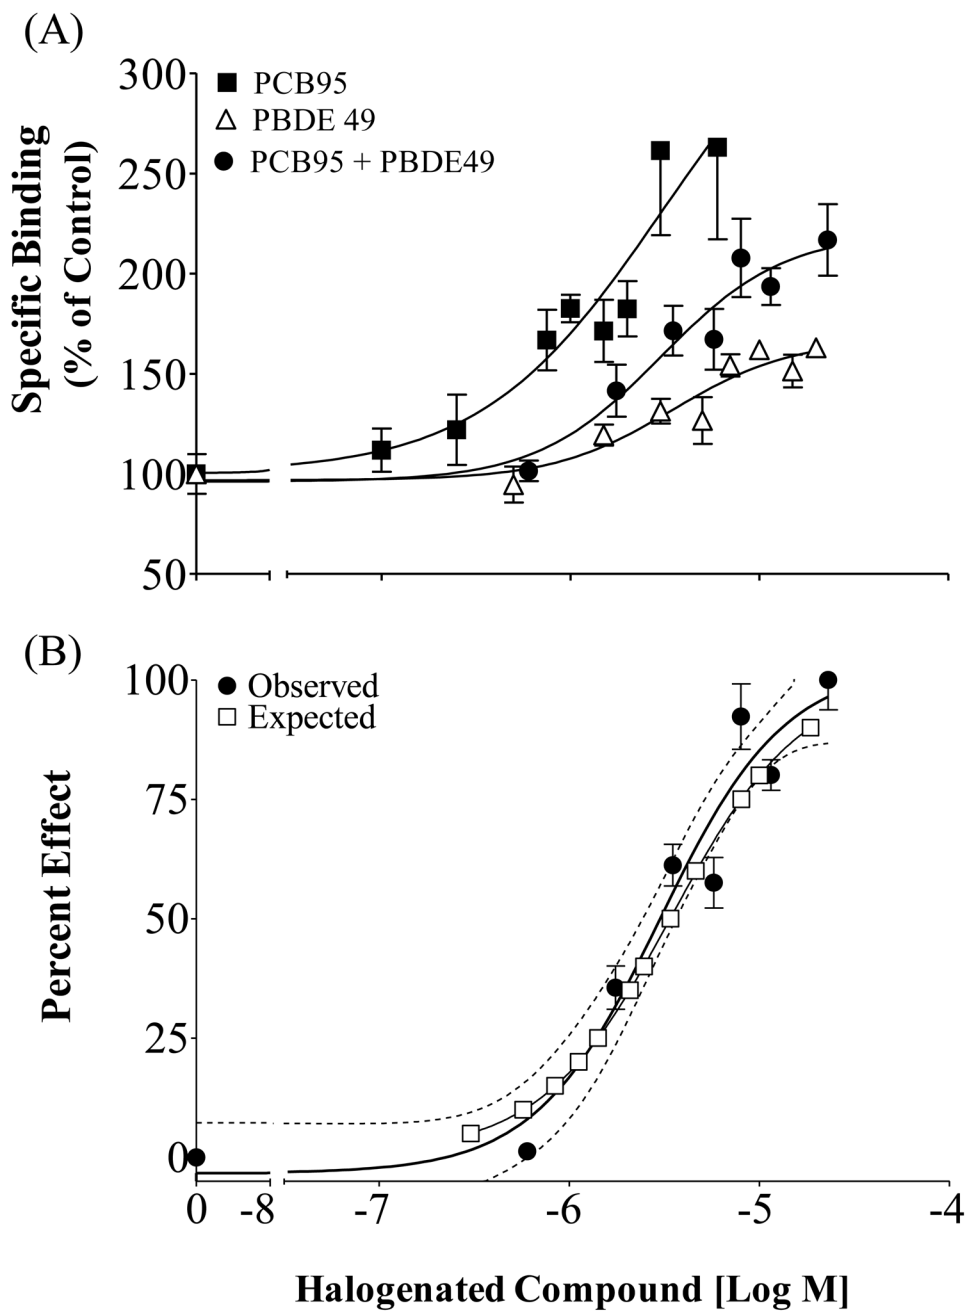 (A)
300
250
200
150
100
50
Specific Binding
(% of Control)
PCB95
PBDE 49
PCB95 + PBDE49
(B)
100
75
50
25
0
Percent Effect
Observed
Expected
0 -8 -7 -6 -5 -4
Halogenated Compound [Log M]